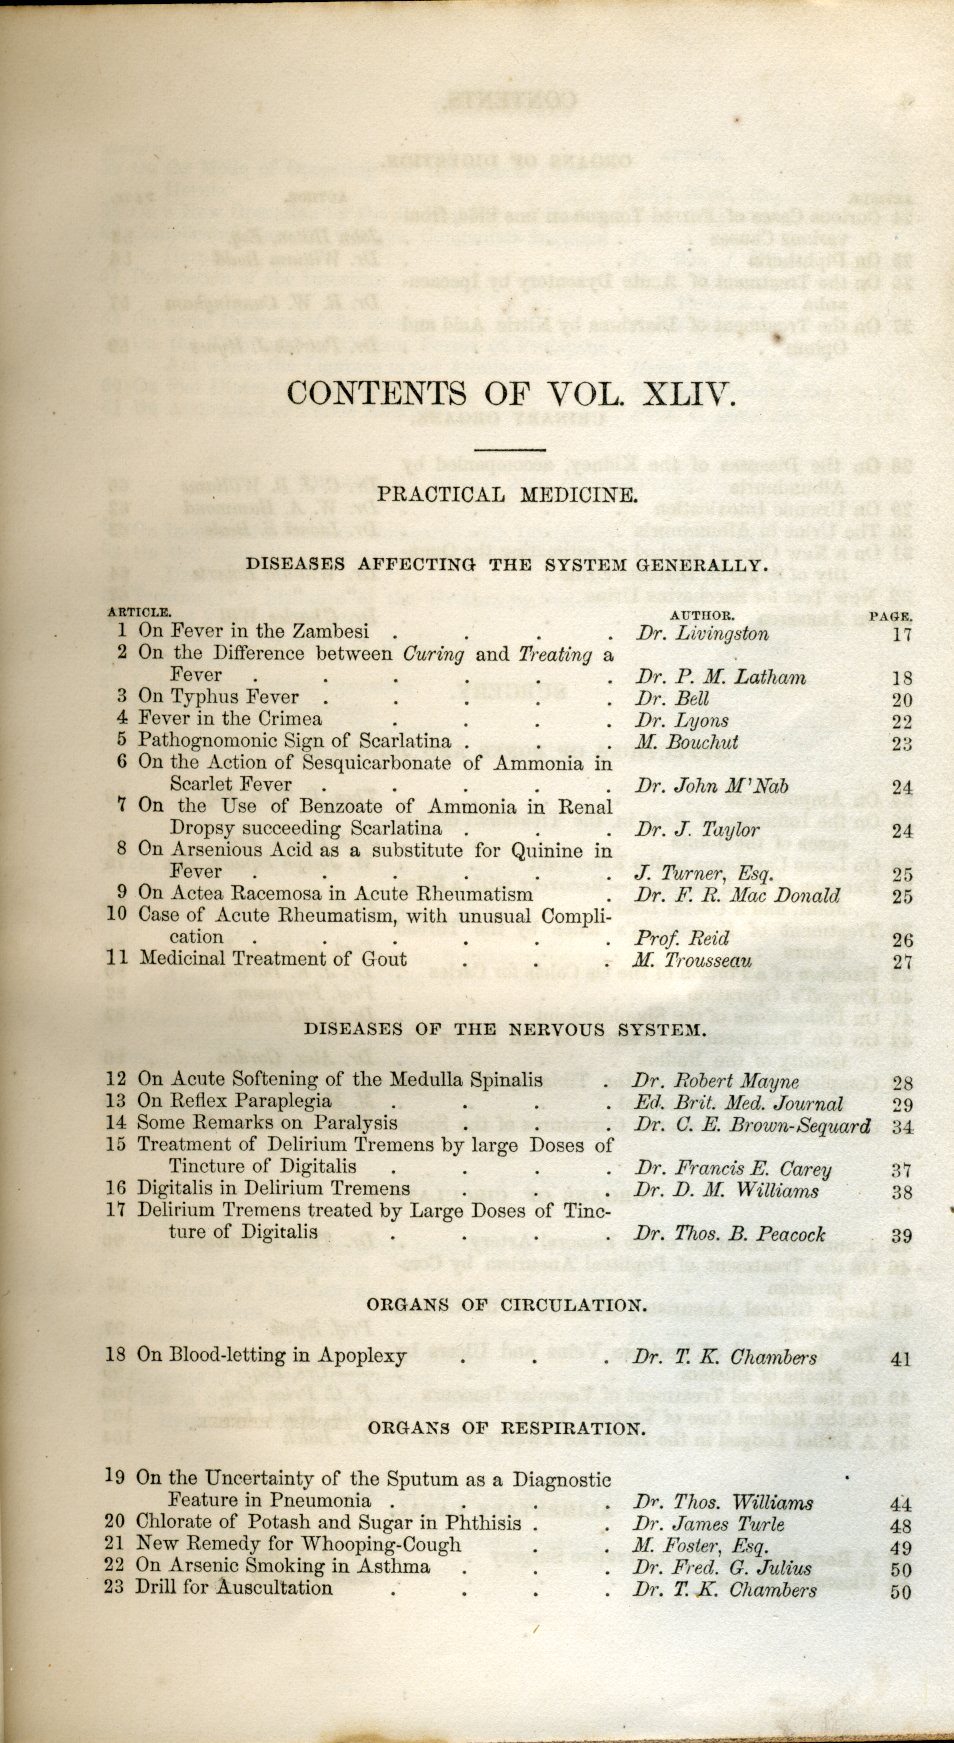 CONTENTS OF VOL. XLIV.
PRACTICAL MEDICINE.
DISEASES AFFECTING THE SYSTEM GENERALLY.
ARTICLE. AUTHOR. PAGE.
1 On Fever in the Zambesi . . . . Dr. Livingston 17
2 On the Difference between Curing and Treating a
Fever . . . . . . Dr. P. M. Latham 18
3 On Typhus Fever . . . . . Dr. Bell 20
4 Fever in the Crimea . . . . Dr. Lyons 22
5 Pathognomonic Sign of Scarlatina . . . M. Bouchut 23
6 On the Action of Sesquicarbonate of Ammonia in
Scarlet Fever . . . . . Dr. John M'Nab 24
7 On the Use of Benzoate of Ammonia in Renal
Dropsy succeeding Scarlatina . . . Dr. J. Taylor 24
8 On Arsenious Acid as a substitute for Quinine in
Fever . . . . . . J. Turner, Esq. 25
9 On Actea Racemosa in Acute Rheumatism . Dr. F. R. Mac Donald 25
10 Case of Acute Rheumatism, with unusual Compli-
cation . . . . . . Prof. Reid 26
11 Medicinal Treatment of Gout . . . M. Trousseau 27
DISEASES OF THE NERVOUS SYSTEM.
12 On Acute Softening of the Medulla Spinalis . Dr. Robert Mayne 28
13 On Reflex Paraplegia . . . . Ed. Brit. Med. Journal 29
14 Some Remarks on Paralysis . . . Dr. C. E. Brown-Sequard 34
15 Treatment of Delirium Tremens by large Doses of
Tincture of Digitalis . . . . Dr. Francis E. Carey 37
16 Digitalis in Delirium Tremens . . . Dr. D. M. Williams 38
17 Delirium Tremens treated by Large Doses of Tinc-
ture of Digitalis . . . . Dr. Thos. B. Peacock 39
ORGANS OF CIRCULATION.
18 On Blood-letting in Apoplexy . . . Dr. T. K. Chambers 41
ORGANS OF RESPIRATION.
19 On the Uncertainty of the Sputum as a Diagnostic
Feature in Pneumonia . . . . Dr. Thos. Williams 44
20 Chlorate of Potash and Sugar in Phthisis . . Dr. James Turle 48
21 New Remedy for Whooping-Cough . . M. Foster, Esq. 49
22 On Arsenic Smoking in Asthma . . . Dr. Fred. G. Julius 50
23 Drill for Auscultation . . . . Dr. T. K. Chambers 50